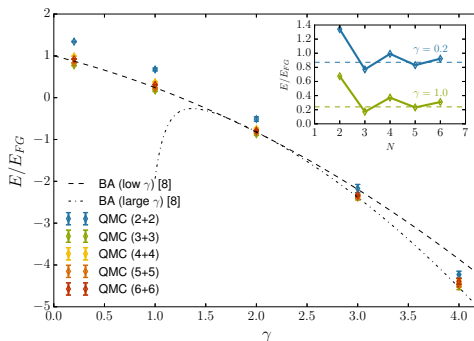 2
1
0
−1
−2
−3
−4
−5
E/E_FG
0.0
0.5
1.0
1.5
2.0
2.5
3.0
3.5
4.0
γ
BA (low γ) [8]
BA (large γ) [8]
QMC (2+2)
QMC (3+3)
QMC (4+4)
QMC (5+5)
QMC (6+6)
1.4
1.2
1.0
0.8
0.6
0.4
0.2
0.0
E/E_FG
γ = 0.2
γ = 1.0
1
2
3
4
5
6
7
N